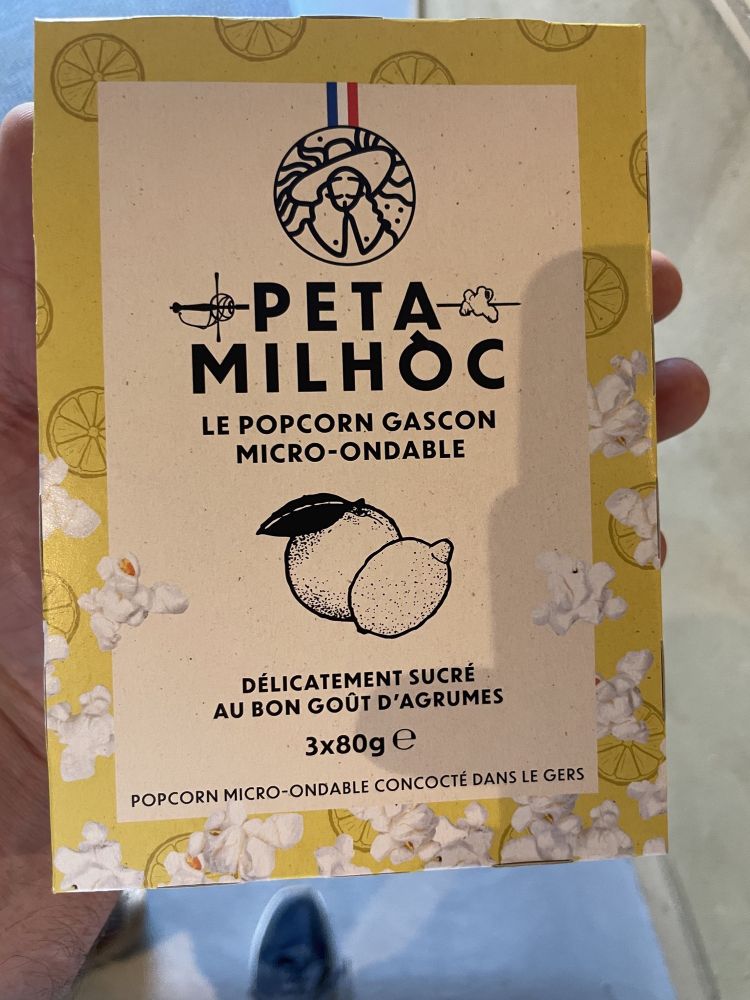 PETA
MILHÒC
LE POPCORN GASCON
MICRO-ONDABLE
DÉLICATEMENT SUCRÉ
AU BON GOÛT D'AGRUMES
3x80g ℮
POPCORN MICRO-ONDABLE CONCOCTÉ DANS LE GERS